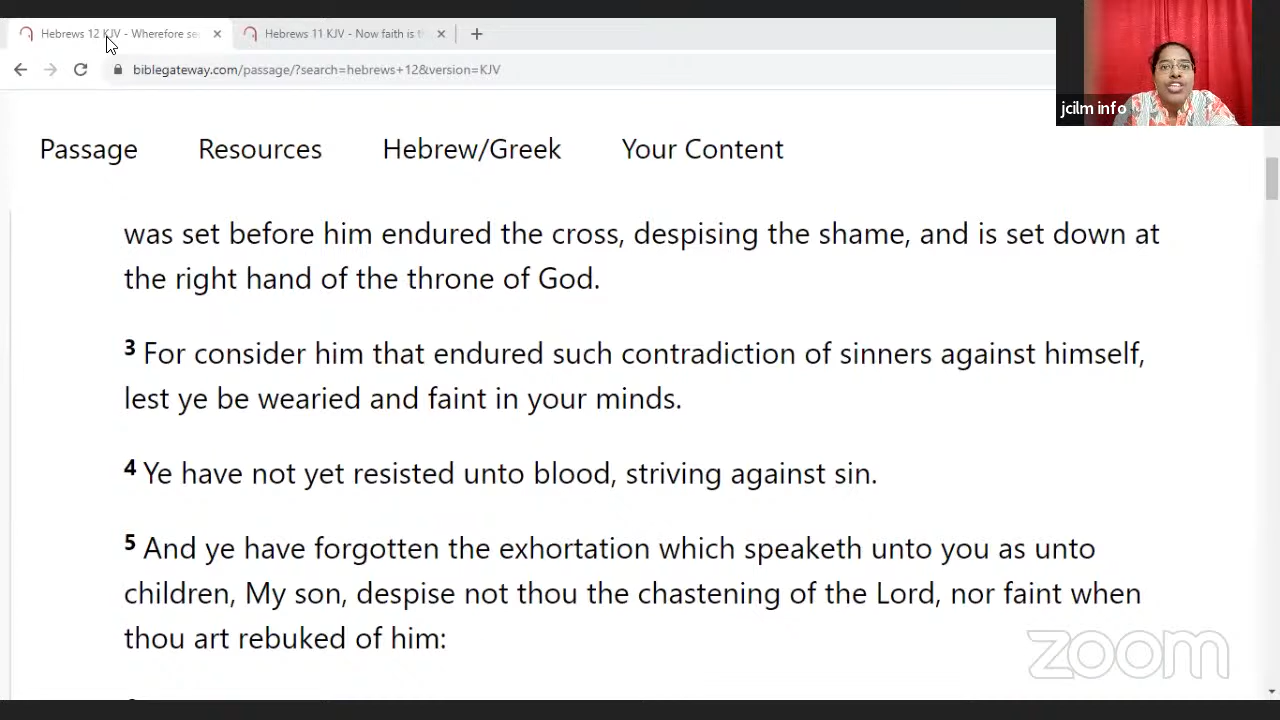 Hebrews 12 KJV - Wherefore se
Hebrews 11 KJV - Now faith is t
biblegateway.com/passage/?search=hebrews+12&version=KJV
jcilm info
Passage Resources Hebrew/Greek Your Content
was set before him endured the cross, despising the shame, and is set down at
the right hand of the throne of God.
3 For consider him that endured such contradiction of sinners against himself,
lest ye be wearied and faint in your minds.
4 Ye have not yet resisted unto blood, striving against sin.
5 And ye have forgotten the exhortation which speaketh unto you as unto
children, My son, despise not thou the chastening of the Lord, nor faint when
thou art rebuked of him:
zoom